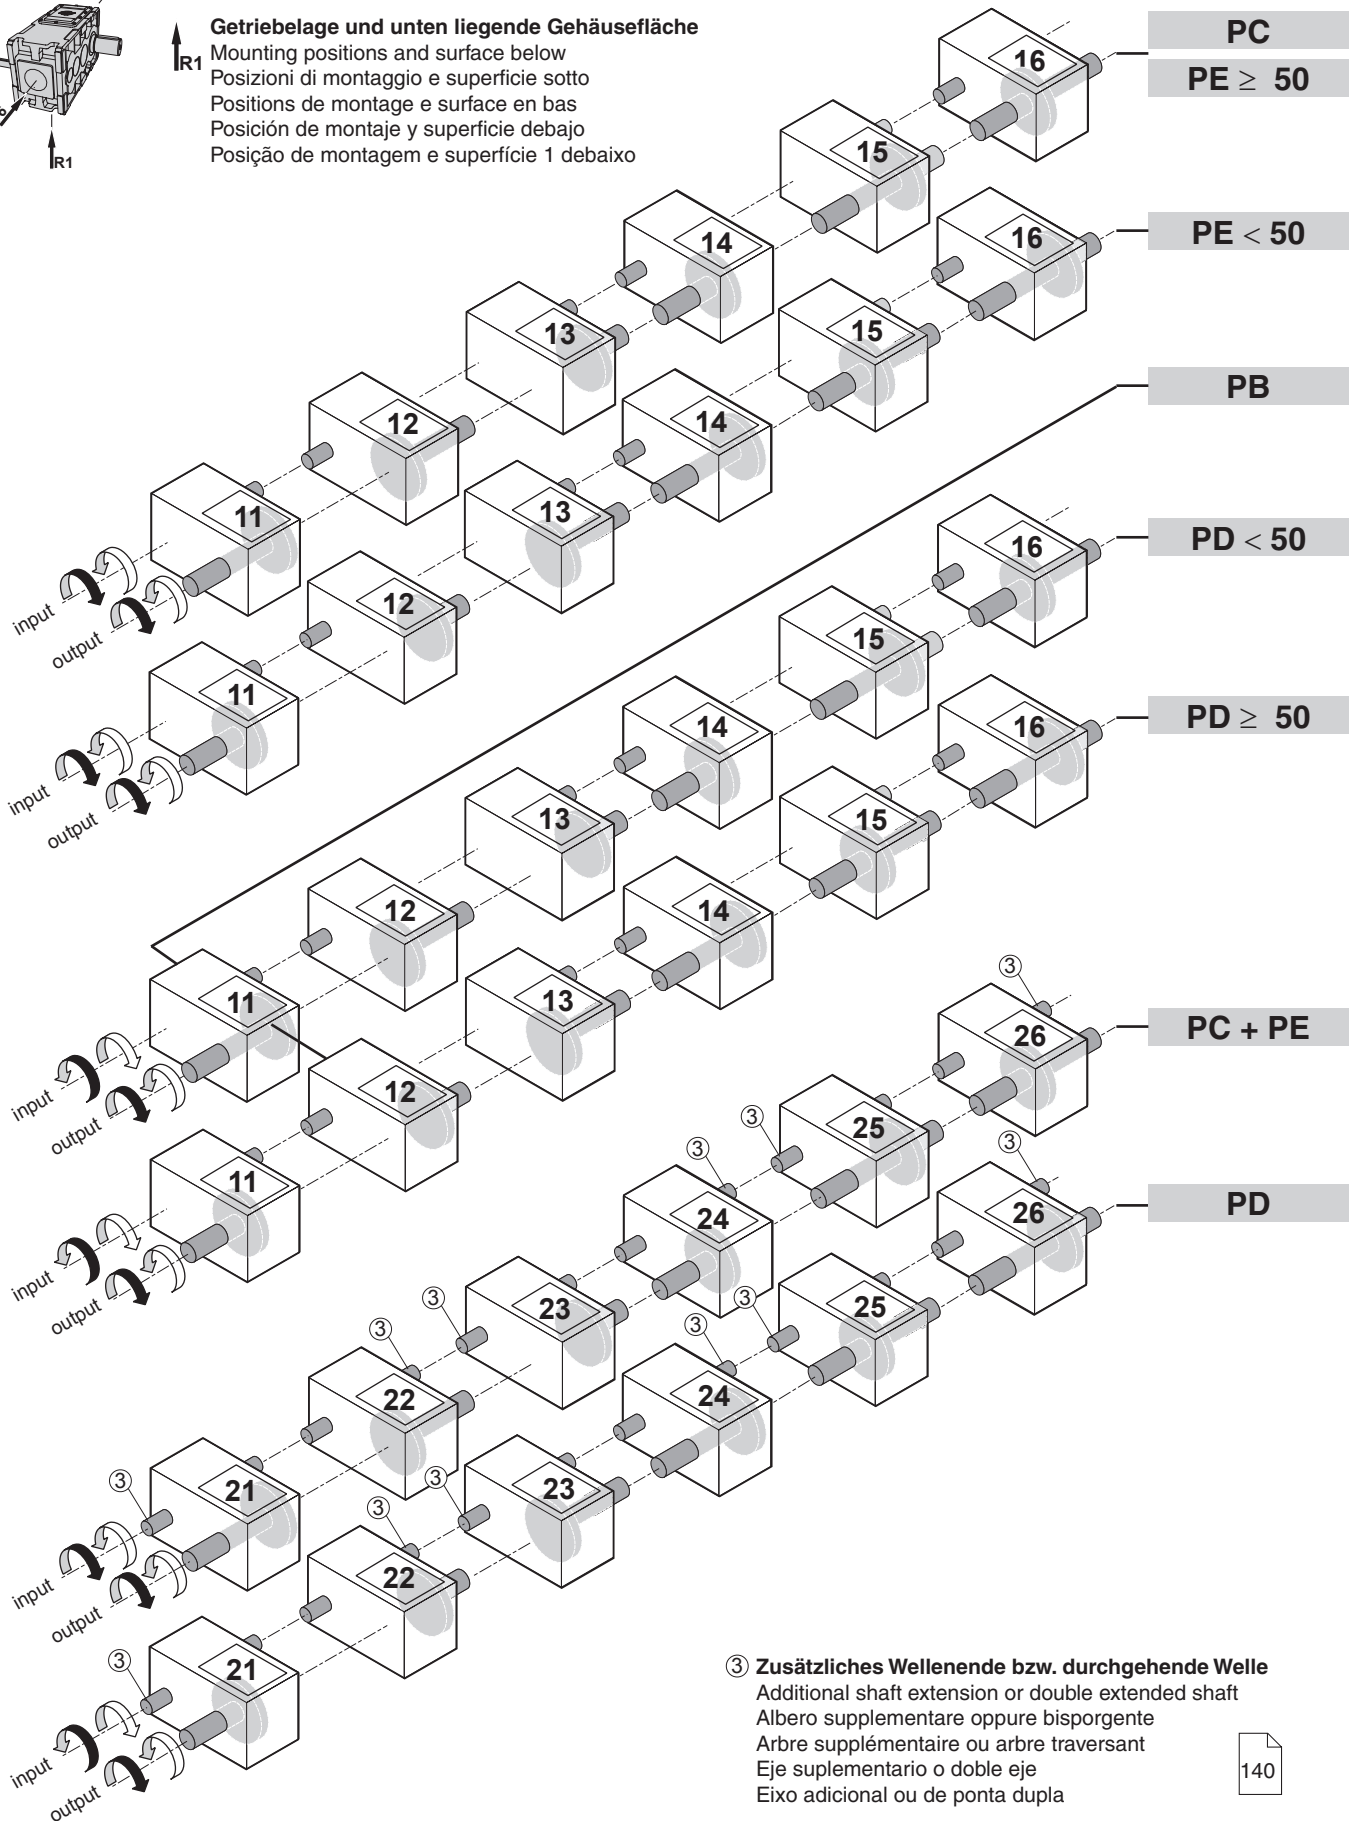 R1
R1
Getriebelage und unten liegende Gehäusefläche
Mounting positions and surface below
Posizioni di montaggio e superficie sotto
Positions de montage e surface en bas
Posición de montaje y superficie debajo
Posição de montagem e superfície 1 debaixo
PC
PE ≥ 50
16
15
14
13
12
11
input
output
PE < 50
16
15
14
13
12
11
input
output
PB
PD < 50
16
15
14
13
12
11
input
output
PD ≥ 50
16
15
14
13
12
11
input
output
PC + PE
③
26
③
25
③
24
③
23
③
22
③
21
input
output
PD
③
26
③
25
③
24
③
23
③
22
③
21
input
output
③ Zusätzliches Wellenende bzw. durchgehende Welle
Additional shaft extension or double extended shaft
Albero supplementare oppure bisporgente
Arbre supplémentaire ou arbre traversant
Eje suplementario o doble eje
Eixo adicional ou de ponta dupla
140